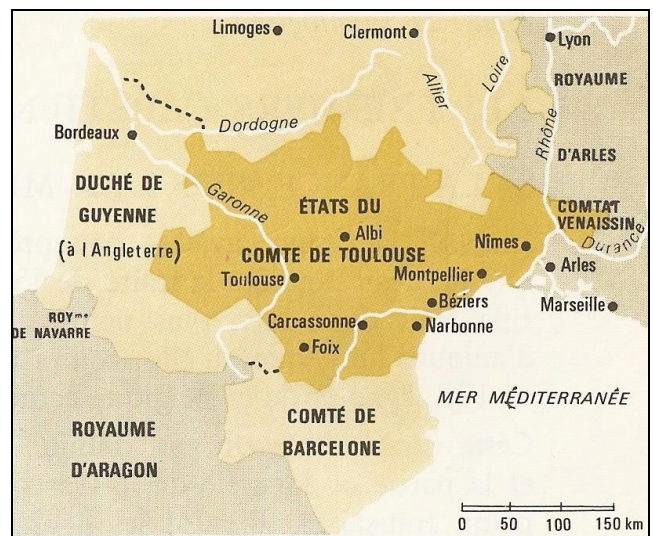 Limoges
Clermont
Lyon
ROYAUME
D'ARLES
Allier
Loire
Rhône
Dordogne
Bordeaux
Garonne
DUCHÉ DE
GUYENNE
(à l Angleterre)
ÉTATS DU
COMTE DE TOULOUSE
Albi
COMTAT
VENAISSIN
Durance
Nîmes
Toulouse
Montpellier
Arles
Béziers
Marseille
ROYme
DE NAVARRE
Carcassonne
Narbonne
Foix
MER MÉDITERRANÉE
COMTÉ DE
BARCELONE
ROYAUME
D'ARAGON
0 50 100 150 km